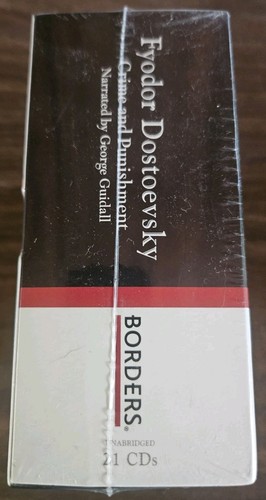 Fyodor Dostoevsky
Crime and Punishment
Narrated by George Guidall
BORDERS®
UNABRIDGED
21 CDs